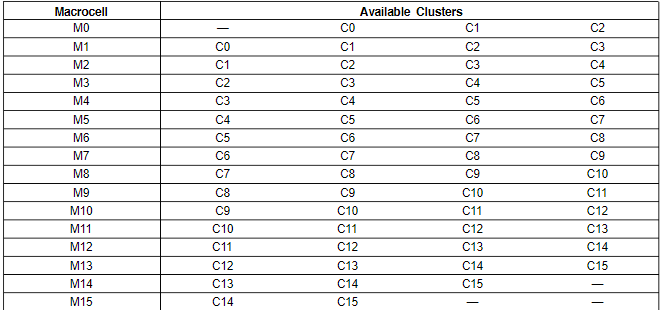 Macrocell Available Clusters
M0 — C0 C1 C2
M1 C0 C1 C2 C3
M2 C1 C2 C3 C4
M3 C2 C3 C4 C5
M4 C3 C4 C5 C6
M5 C4 C5 C6 C7
M6 C5 C6 C7 C8
M7 C6 C7 C8 C9
M8 C7 C8 C9 C10
M9 C8 C9 C10 C11
M10 C9 C10 C11 C12
M11 C10 C11 C12 C13
M12 C11 C12 C13 C14
M13 C12 C13 C14 C15
M14 C13 C14 C15 —
M15 C14 C15 — —